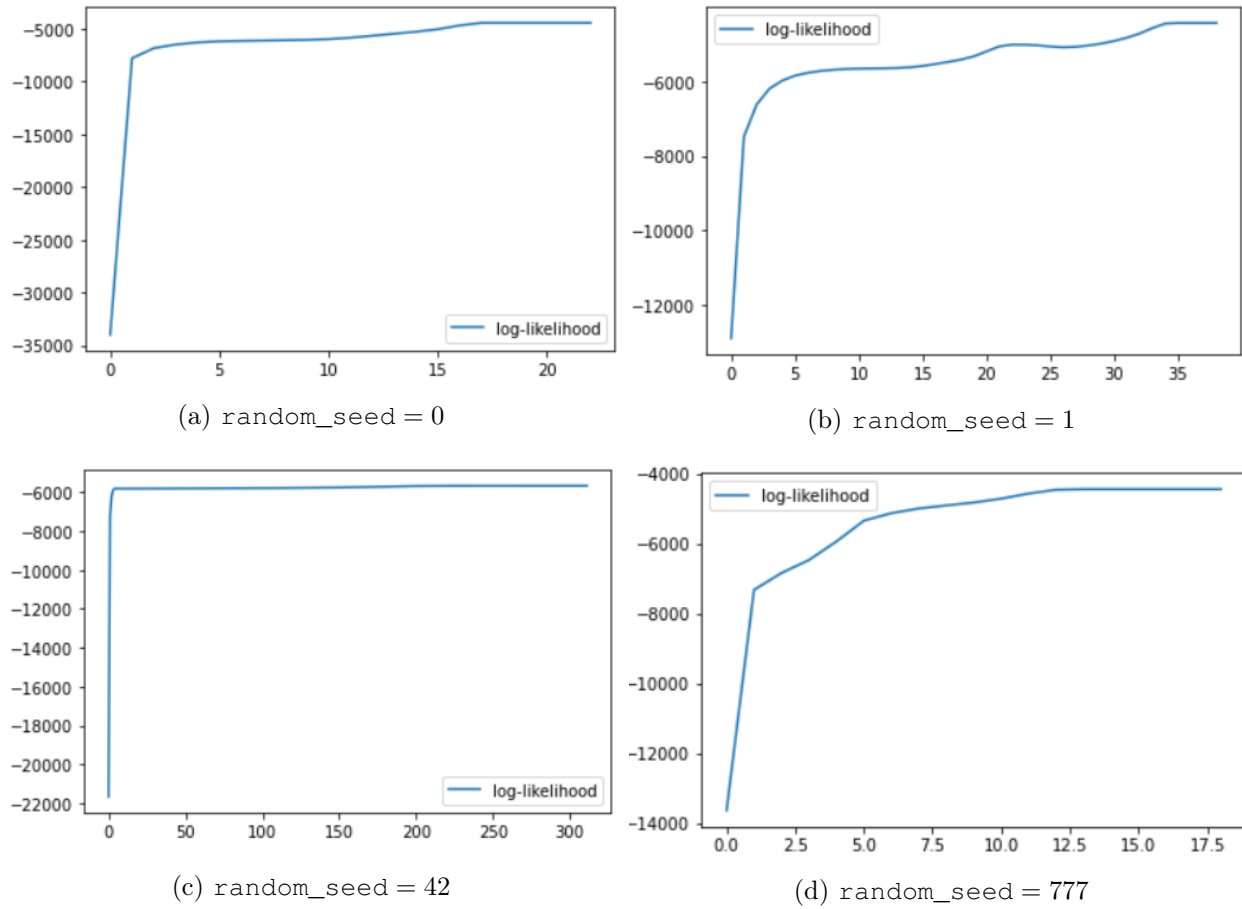 −5000
−10000
−15000
−20000
−25000
−30000
−35000
log-likelihood
0 5 10 15 20
(a) random_seed = 0
log-likelihood
−6000
−8000
−10000
−12000
0 5 10 15 20 25 30 35
(b) random_seed = 1
−6000
−8000
−10000
−12000
−14000
−16000
−18000
−20000
−22000
log-likelihood
0 50 100 150 200 250 300
(c) random_seed = 42
−4000
log-likelihood
−6000
−8000
−10000
−12000
−14000
0.0 2.5 5.0 7.5 10.0 12.5 15.0 17.5
(d) random_seed = 777